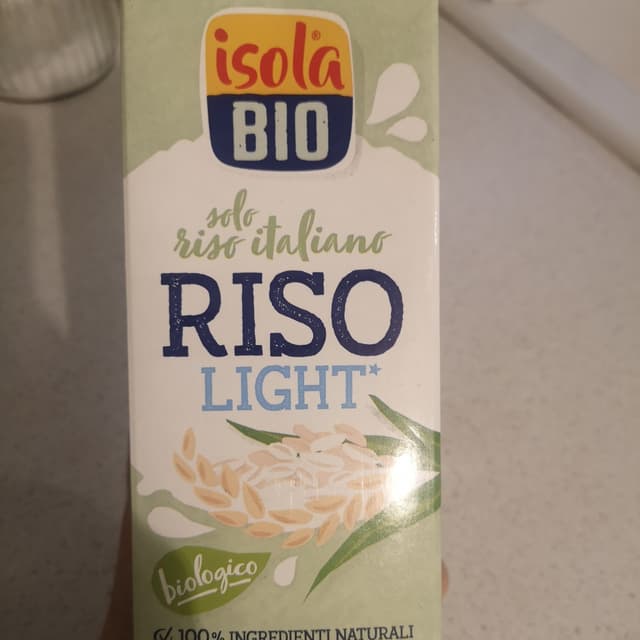 isola®
BIO
solo
riso italiano
RISO
LIGHT*
biologico
100% INGREDIENTI NATURALI